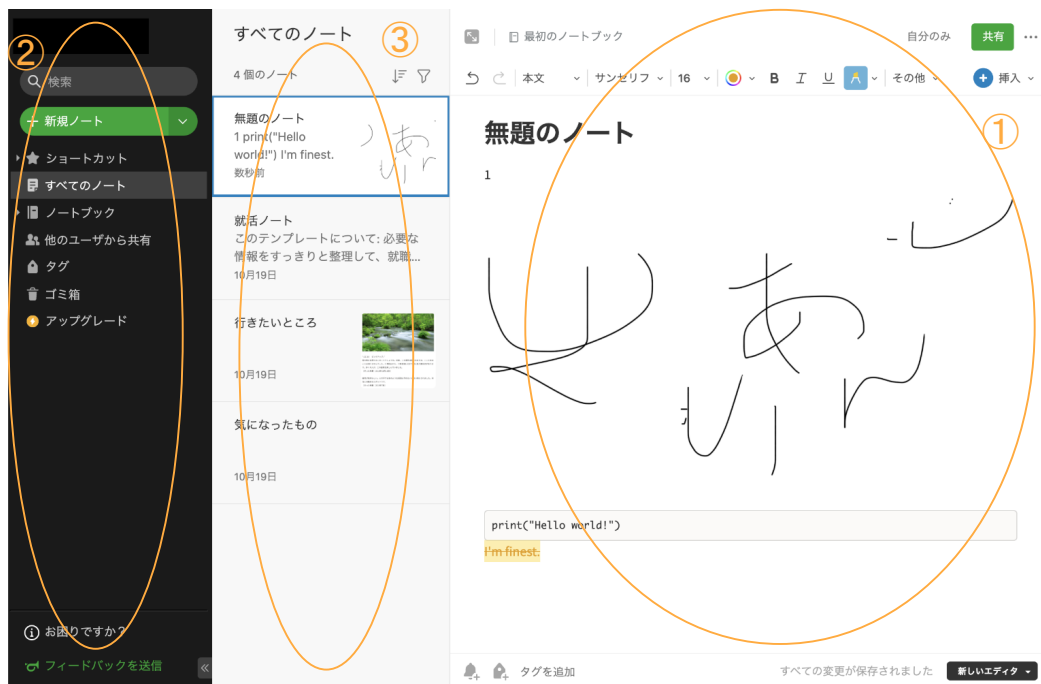 ②
検索
新規ノート
ショートカット
すべてのノート
ノートブック
他のユーザから共有
タグ
ゴミ箱
アップグレード
お困りですか?
フィードバックを送信
すべてのノート
③
4 個のノート
無題のノート
1 print("Hello
world!") I'm finest.
数秒前
就活ノート
このテンプレートについて: 必要な
情報をすっきりと整理して、就職...
10月19日
行きたいところ
10月19日
気になったもの
10月19日
最初のノートブック
自分のみ
共有
本文
サンセリフ
16
B I U A
その他
挿入
①
無題のノート
1
あ
print("Hello world!")
I'm finest.
タグを追加
すべての変更が保存されました
新しいエディタ